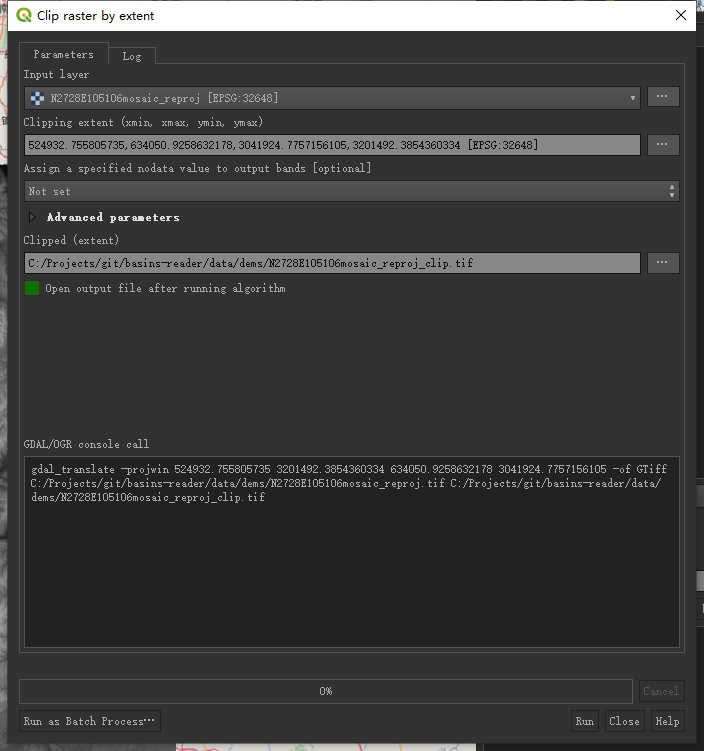 Clip raster by extent
Parameters
Log
Input layer
N2728E105106mosaic_reproj [EPSG:32648]
...
Clipping extent (xmin, xmax, ymin, ymax)
524932.755805735,634050.9258632178,3041924.7757156105,3201492.3854360334 [EPSG:32648]
...
Assign a specified nodata value to output bands [optional]
Not set
Advanced parameters
Clipped (extent)
C:/Projects/git/basins-reader/data/dems/N2728E105106mosaic_reproj_clip.tif
...
Open output file after running algorithm
GDAL/OGR console call
gdal_translate -projwin 524932.755805735 3201492.3854360334 634050.9258632178 3041924.7757156105 -of GTiff
C:/Projects/git/basins-reader/data/dems/N2728E105106mosaic_reproj.tif C:/Projects/git/basins-reader/data/
dems/N2728E105106mosaic_reproj_clip.tif
0%
Cancel
Run as Batch Process…
Run
Close
Help